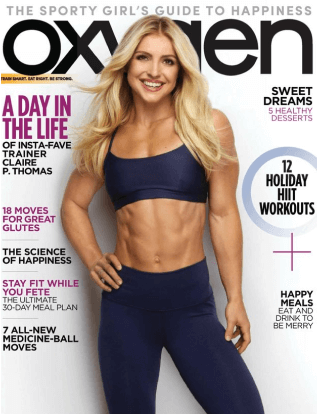 THE SPORTY GIRL'S GUIDE TO HAPPINESS
oxygen
TRAIN SMART. EAT RIGHT. BE STRONG.
A DAY IN
THE LIFE
OF INSTA-FAVE
TRAINER
CLAIRE
P. THOMAS
18 MOVES
FOR GREAT
GLUTES
THE SCIENCE
OF HAPPINESS
STAY FIT WHILE
YOU FETE
THE ULTIMATE
30-DAY MEAL PLAN
7 ALL-NEW
MEDICINE-BALL
MOVES
SWEET
DREAMS
5 HEALTHY
DESSERTS
12
HOLIDAY
HIIT
WORKOUTS
+
HAPPY
MEALS
EAT AND
DRINK TO
BE MERRY